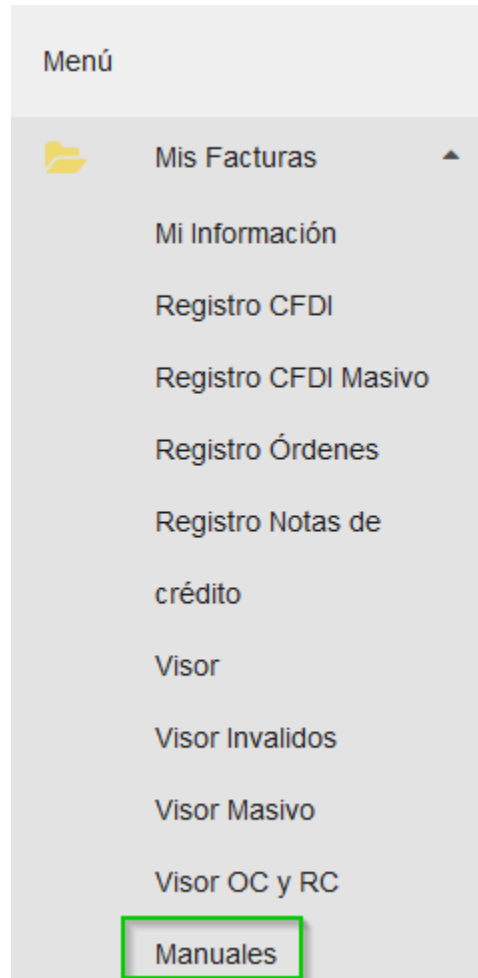 Menú
Mis Facturas
Mi Información
Registro CFDI
Registro CFDI Masivo
Registro Órdenes
Registro Notas de
crédito
Visor
Visor Invalidos
Visor Masivo
Visor OC y RC
Manuales